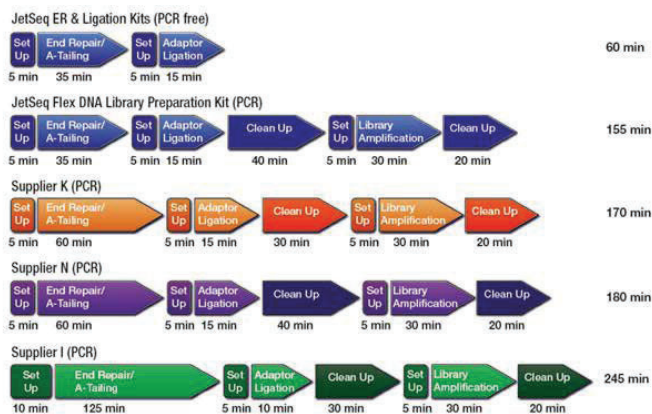 JetSeq ER & Ligation Kits (PCR free)
Set Up End Repair/ A-Tailing Set Up Adaptor Ligation 60 min
5 min 35 min 5 min 15 min
JetSeq Flex DNA Library Preparation Kit (PCR)
Set Up End Repair/ A-Tailing Set Up Adaptor Ligation Clean Up Set Up Library Amplification Clean Up 155 min
5 min 35 min 5 min 15 min 40 min 5 min 30 min 20 min
Supplier K (PCR)
Set Up End Repair/ A-Tailing Set Up Adaptor Ligation Clean Up Set Up Library Amplification Clean Up 170 min
5 min 60 min 5 min 15 min 30 min 5 min 30 min 20 min
Supplier N (PCR)
Set Up End Repair/ A-Tailing Set Up Adaptor Ligation Clean Up Set Up Library Amplification Clean Up 180 min
5 min 60 min 5 min 15 min 40 min 5 min 30 min 20 min
Supplier I (PCR)
Set Up End Repair/ A-Tailing Set Up Adaptor Ligation Clean Up Set Up Library Amplification Clean Up 245 min
10 min 125 min 5 min 10 min 30 min 5 min 30 min 20 min